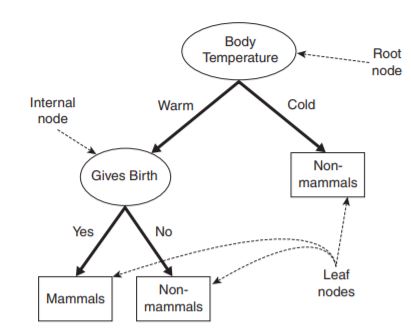 Body
Temperature
Root
node
Internal
node
Warm
Cold
Gives Birth
Non-
mammals
Yes
No
Mammals
Non-
mammals
Leaf
nodes